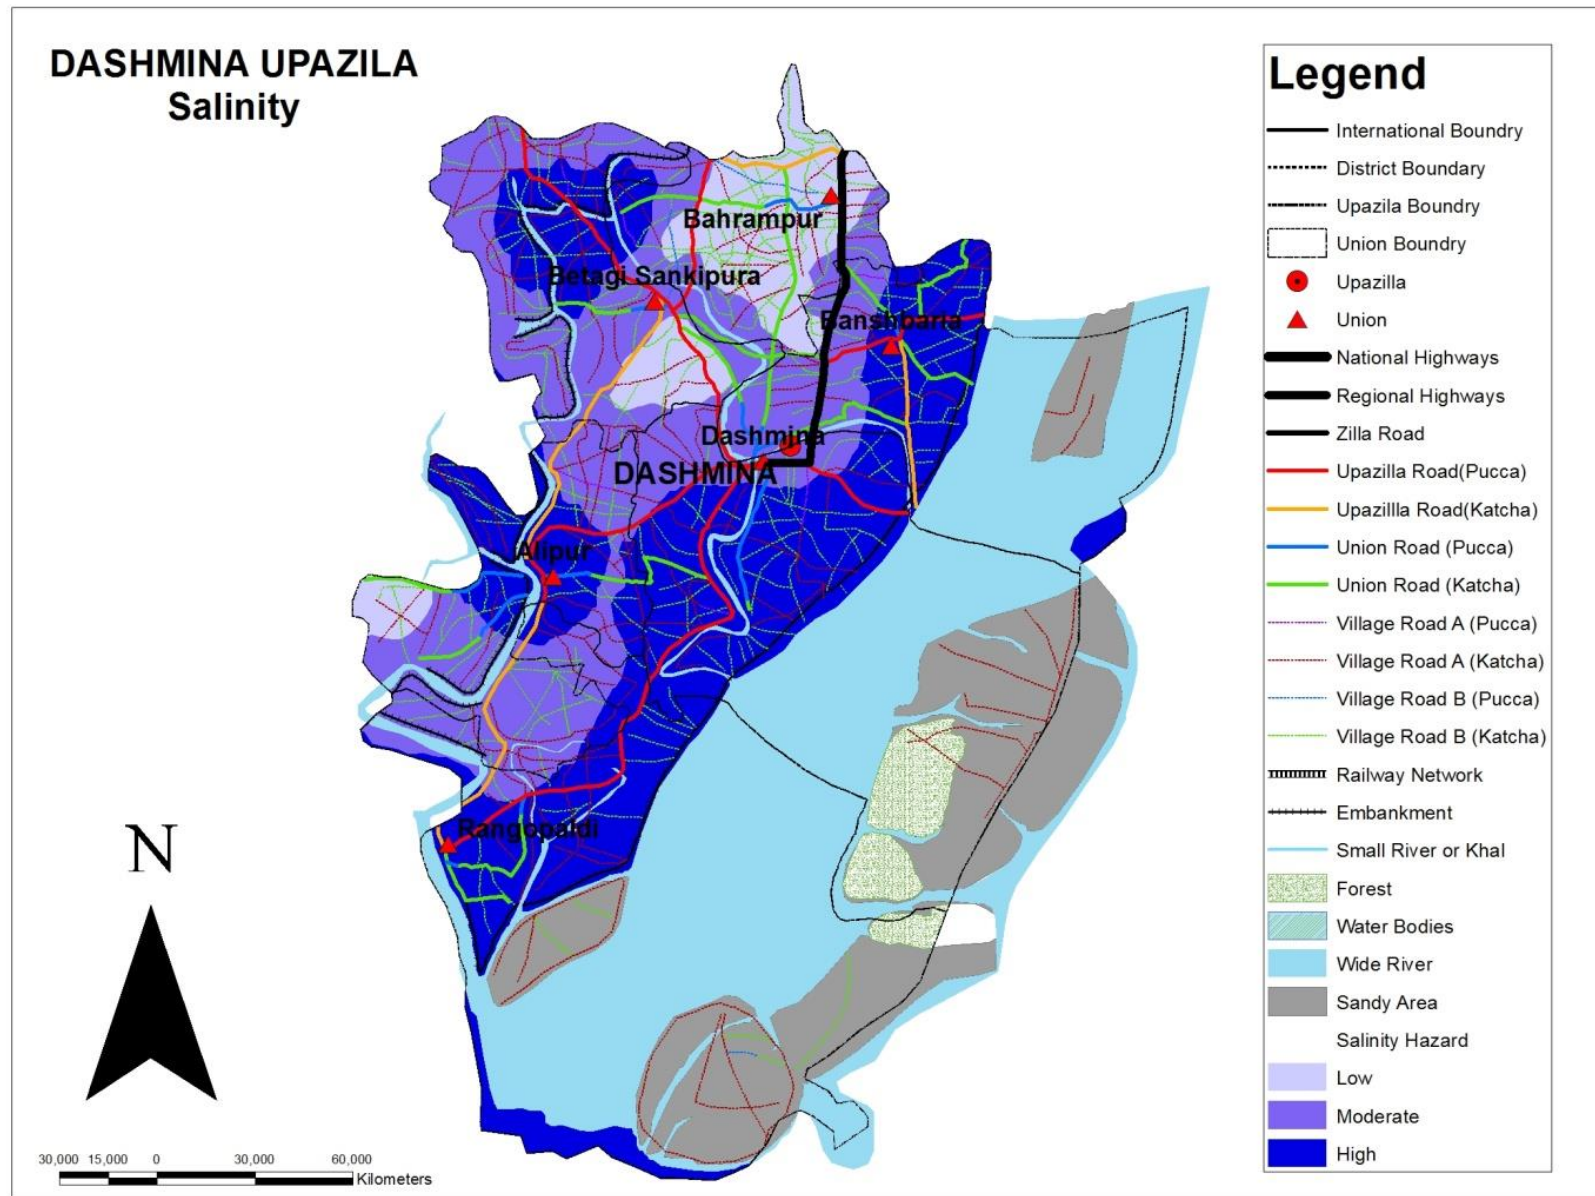 DASHMINA UPAZILA
Salinity
Bahrampur
Betagi Sankipura
Banshbaria
Dashmina
DASHMINA
Alipur
Rangopaldi
N
30,000 15,000 0 30,000 60,000
Kilometers
Legend
International Boundry
District Boundary
Upazila Boundry
Union Boundry
Upazilla
Union
National Highways
Regional Highways
Zilla Road
Upazilla Road(Pucca)
Upazillla Road(Katcha)
Union Road (Pucca)
Union Road (Katcha)
Village Road A (Pucca)
Village Road A (Katcha)
Village Road B (Pucca)
Village Road B (Katcha)
Railway Network
Embankment
Small River or Khal
Forest
Water Bodies
Wide River
Sandy Area
Salinity Hazard
Low
Moderate
High